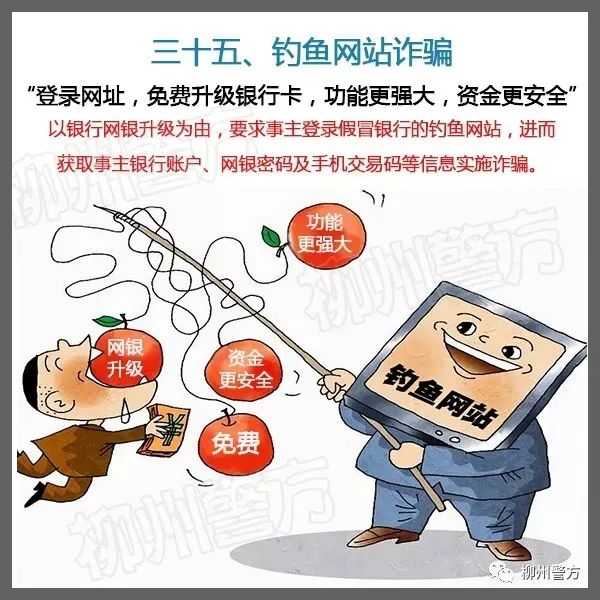 三十五、钓鱼网站诈骗
“登录网址，免费升级银行卡，功能更强大，资金更安全”
以银行网银升级为由，要求事主登录假冒银行的钓鱼网站，进而
获取事主银行账户、网银密码及手机交易码等信息实施诈骗。
柳州警方
功能
更强大
柳州警方
网银
升级
资金
更安全
免费
钓鱼网站
柳州警方
柳州警方